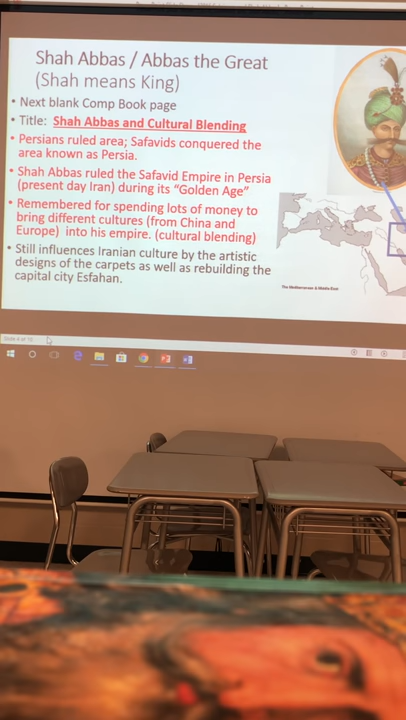 Shah Abbas / Abbas the Great
(Shah means King)
• Next blank Comp Book page
• Title: Shah Abbas and Cultural Blending
• Persians ruled area; Safavids conquered the
area known as Persia.
• Shah Abbas ruled the Safavid Empire in Persia
(present day Iran) during its “Golden Age”
• Remembered for spending lots of money to
bring different cultures (from China and
Europe) into his empire. (cultural blending)
• Still influences Iranian culture by the artistic
designs of the carpets as well as rebuilding the
capital city Esfahan.
The Mediterranean & Middle East